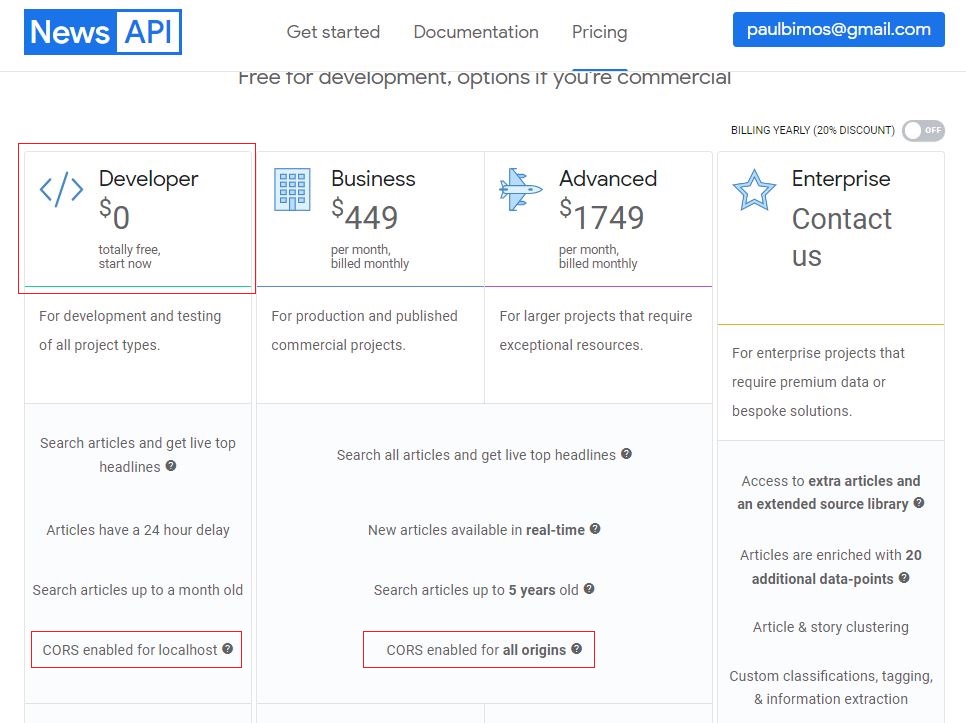 News API
Get started
Documentation
Pricing
paulbimos@gmail.com
Free for development, options if you're commercial
BILLING YEARLY (20% DISCOUNT)
OFF
Developer
$0
totally free,
start now
For development and testing
of all project types.
Search articles and get live top
headlines
Articles have a 24 hour delay
Search articles up to a month old
CORS enabled for localhost
Business
$449
per month,
billed monthly
For production and published
commercial projects.
Advanced
$1749
per month,
billed monthly
For larger projects that require
exceptional resources.
Search all articles and get live top headlines
New articles available in real-time
Search articles up to 5 years old
CORS enabled for all origins
Enterprise
Contact
us
For enterprise projects that
require premium data or
bespoke solutions.
Access to extra articles and
an extended source library
Articles are enriched with 20
additional data-points
Article & story clustering
Custom classifications, tagging,
& information extraction